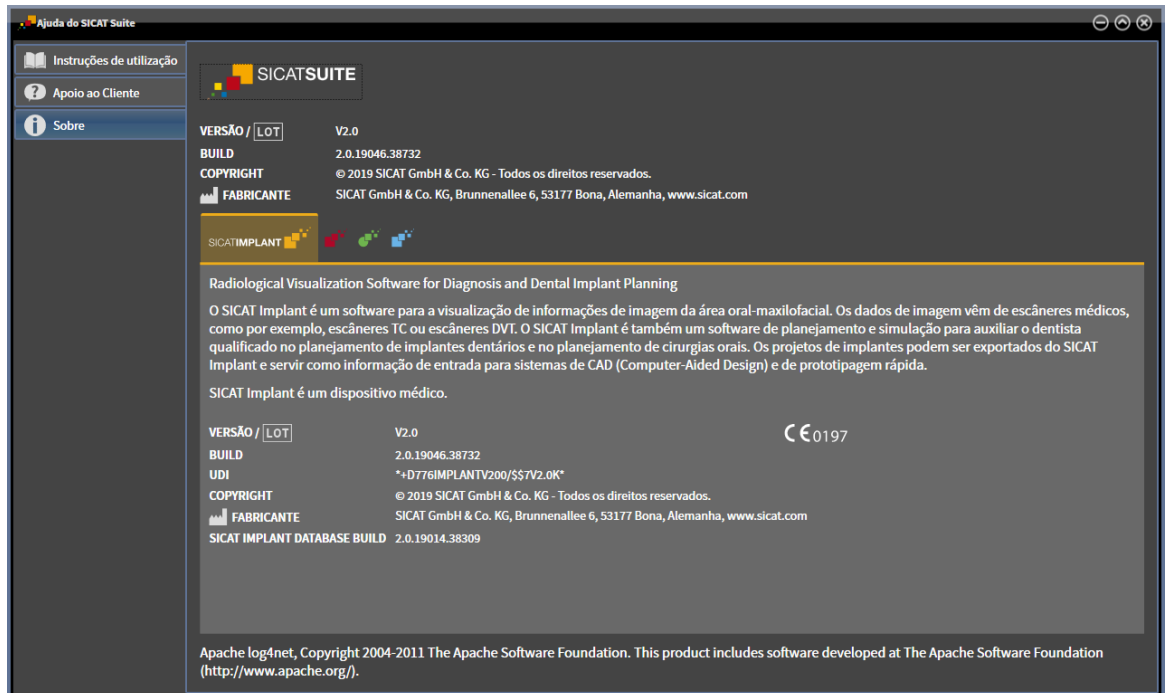 Ajuda do SICAT Suite
Instruções de utilização
Apoio ao Cliente
Sobre
SICATSUITE
VERSÃO / LOT V2.0
BUILD 2.0.19046.38732
COPYRIGHT © 2019 SICAT GmbH & Co. KG - Todos os direitos reservados.
FABRICANTE SICAT GmbH & Co. KG, Brunnenallee 6, 53177 Bona, Alemanha, www.sicat.com
SICATIMPLANT
Radiological Visualization Software for Diagnosis and Dental Implant Planning
O SICAT Implant é um software para a visualização de informações de imagem da área oral-maxilofacial. Os dados de imagem vêm de escâneres médicos,
como por exemplo, escâneres TC ou escâneres DVT. O SICAT Implant é também um software de planejamento e simulação para auxiliar o dentista
qualificado no planejamento de implantes dentários e no planejamento de cirurgias orais. Os projetos de implantes podem ser exportados do SICAT
Implant e servir como informação de entrada para sistemas de CAD (Computer-Aided Design) e de prototipagem rápida.
SICAT Implant é um dispositivo médico.
VERSÃO / LOT V2.0 CE0197
BUILD 2.0.19046.38732
UDI *+D776IMPLANTV200/$$7V2.0K*
COPYRIGHT © 2019 SICAT GmbH & Co. KG - Todos os direitos reservados.
FABRICANTE SICAT GmbH & Co. KG, Brunnenallee 6, 53177 Bona, Alemanha, www.sicat.com
SICAT IMPLANT DATABASE BUILD 2.0.19014.38309
Apache log4net, Copyright 2004-2011 The Apache Software Foundation. This product includes software developed at The Apache Software Foundation
(http://www.apache.org/).